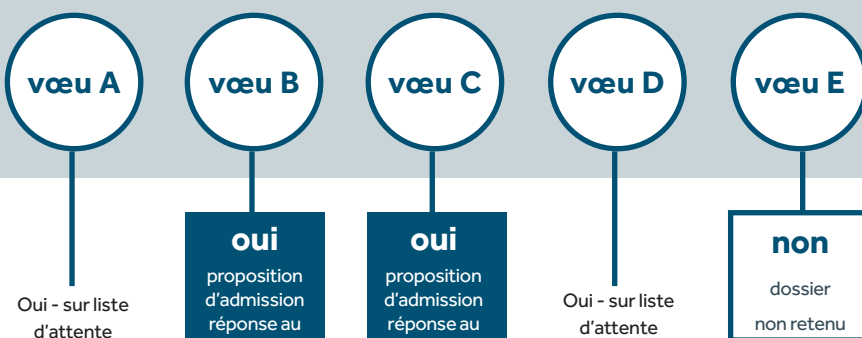 vœu A
vœu B
vœu C
vœu D
vœu E
Oui - sur liste
d'attente
oui
proposition
d'admission
réponse au
oui
proposition
d'admission
réponse au
Oui - sur liste
d'attente
non
dossier
non retenu